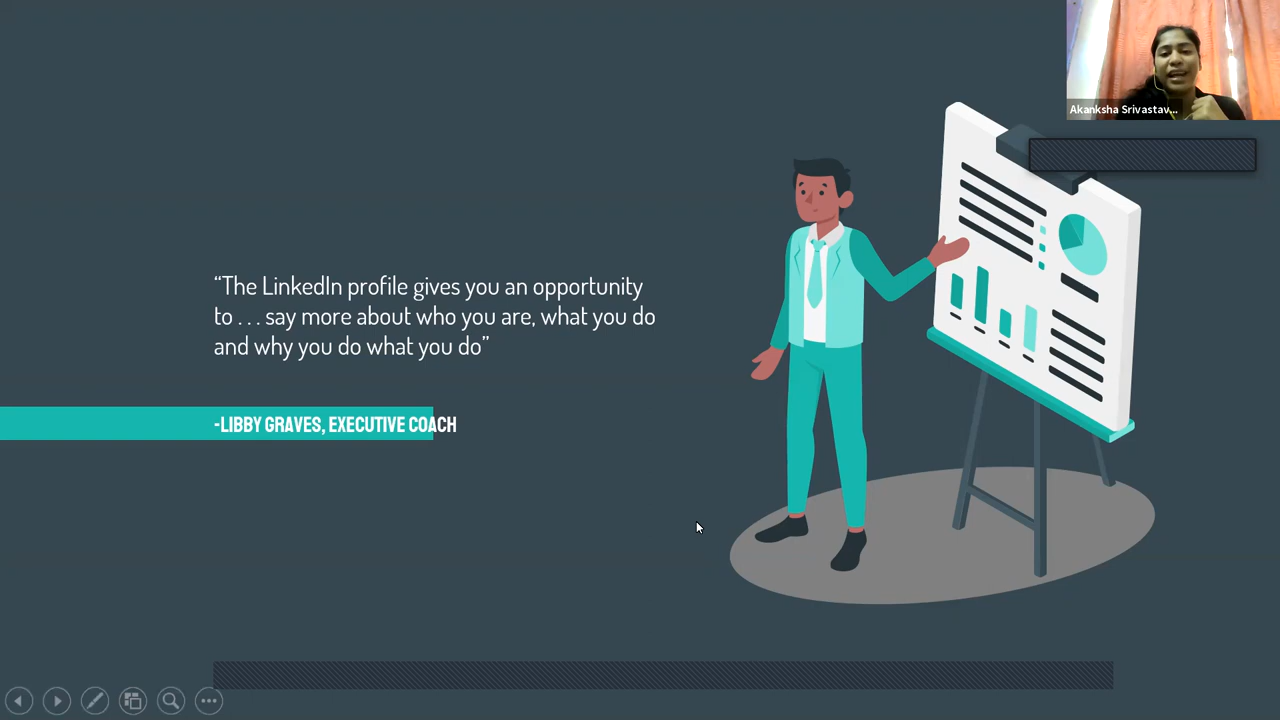 Akanksha Srivastav...
“The LinkedIn profile gives you an opportunity
to . . . say more about who you are, what you do
and why you do what you do”
-LIBBY GRAVES, EXECUTIVE COACH